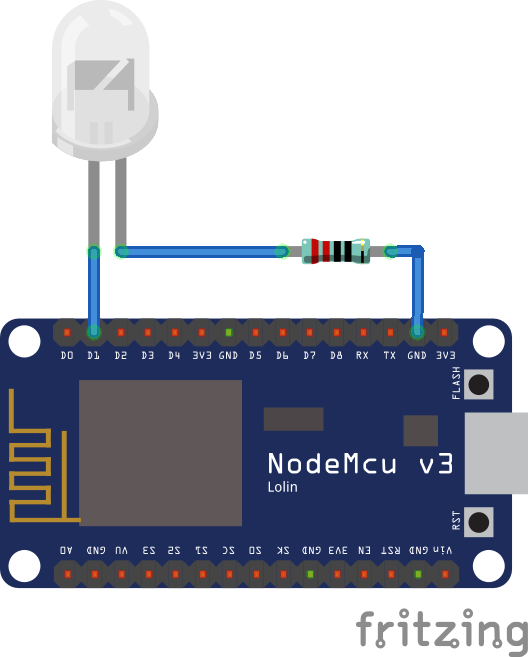 D0 D1 D2 D3 D4 3V3 GND D5 D6 D7 D8 RX TX GND 3V3
FLASH
NodeMcu v3
Lolin
RST
A0 GND VU S3 S2 S1 SC SO SK GND 3V3 EN RST GND Vin
fritzing